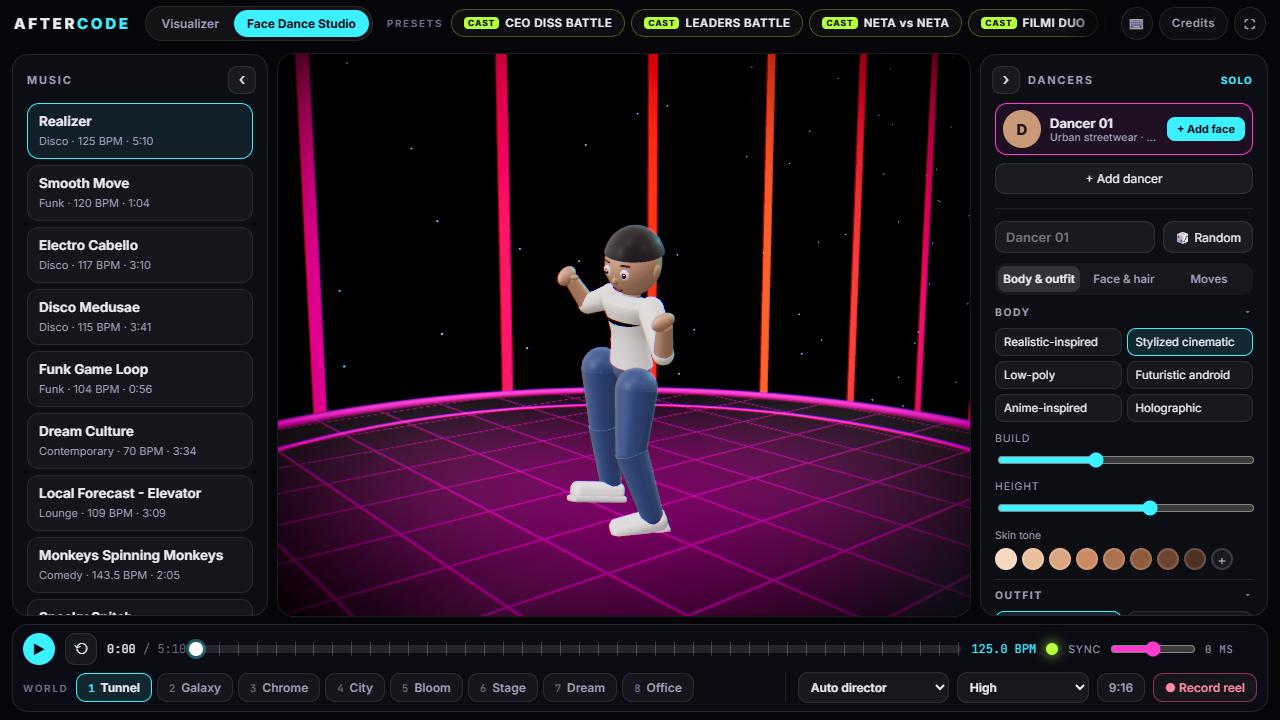 AFTERCODE
Visualizer
Face Dance Studio
PRESETS
CAST CEO DISS BATTLE
CAST LEADERS BATTLE
CAST NETA vs NETA
CAST FILMI DUO
Credits
MUSIC
Realizer
Disco · 125 BPM · 5:10
Smooth Move
Funk · 120 BPM · 1:04
Electro Cabello
Disco · 117 BPM · 3:10
Disco Medusae
Disco · 115 BPM · 3:41
Funk Game Loop
Funk · 104 BPM · 0:56
Dream Culture
Contemporary · 70 BPM · 3:34
Local Forecast - Elevator
Lounge · 109 BPM · 3:09
Monkeys Spinning Monkeys
Comedy · 143.5 BPM · 2:05
DANCERS
SOLO
D
Dancer 01
Urban streetwear · ...
+ Add face
+ Add dancer
Dancer 01
Random
Body & outfit
Face & hair
Moves
BODY
Realistic-inspired
Stylized cinematic
Low-poly
Futuristic android
Anime-inspired
Holographic
BUILD
HEIGHT
Skin tone
+
OUTFIT
0:00 / 5:10
125.0 BPM
SYNC
0 MS
WORLD
1 Tunnel
2 Galaxy
3 Chrome
4 City
5 Bloom
6 Stage
7 Dream
8 Office
Auto director
High
9:16
Record reel